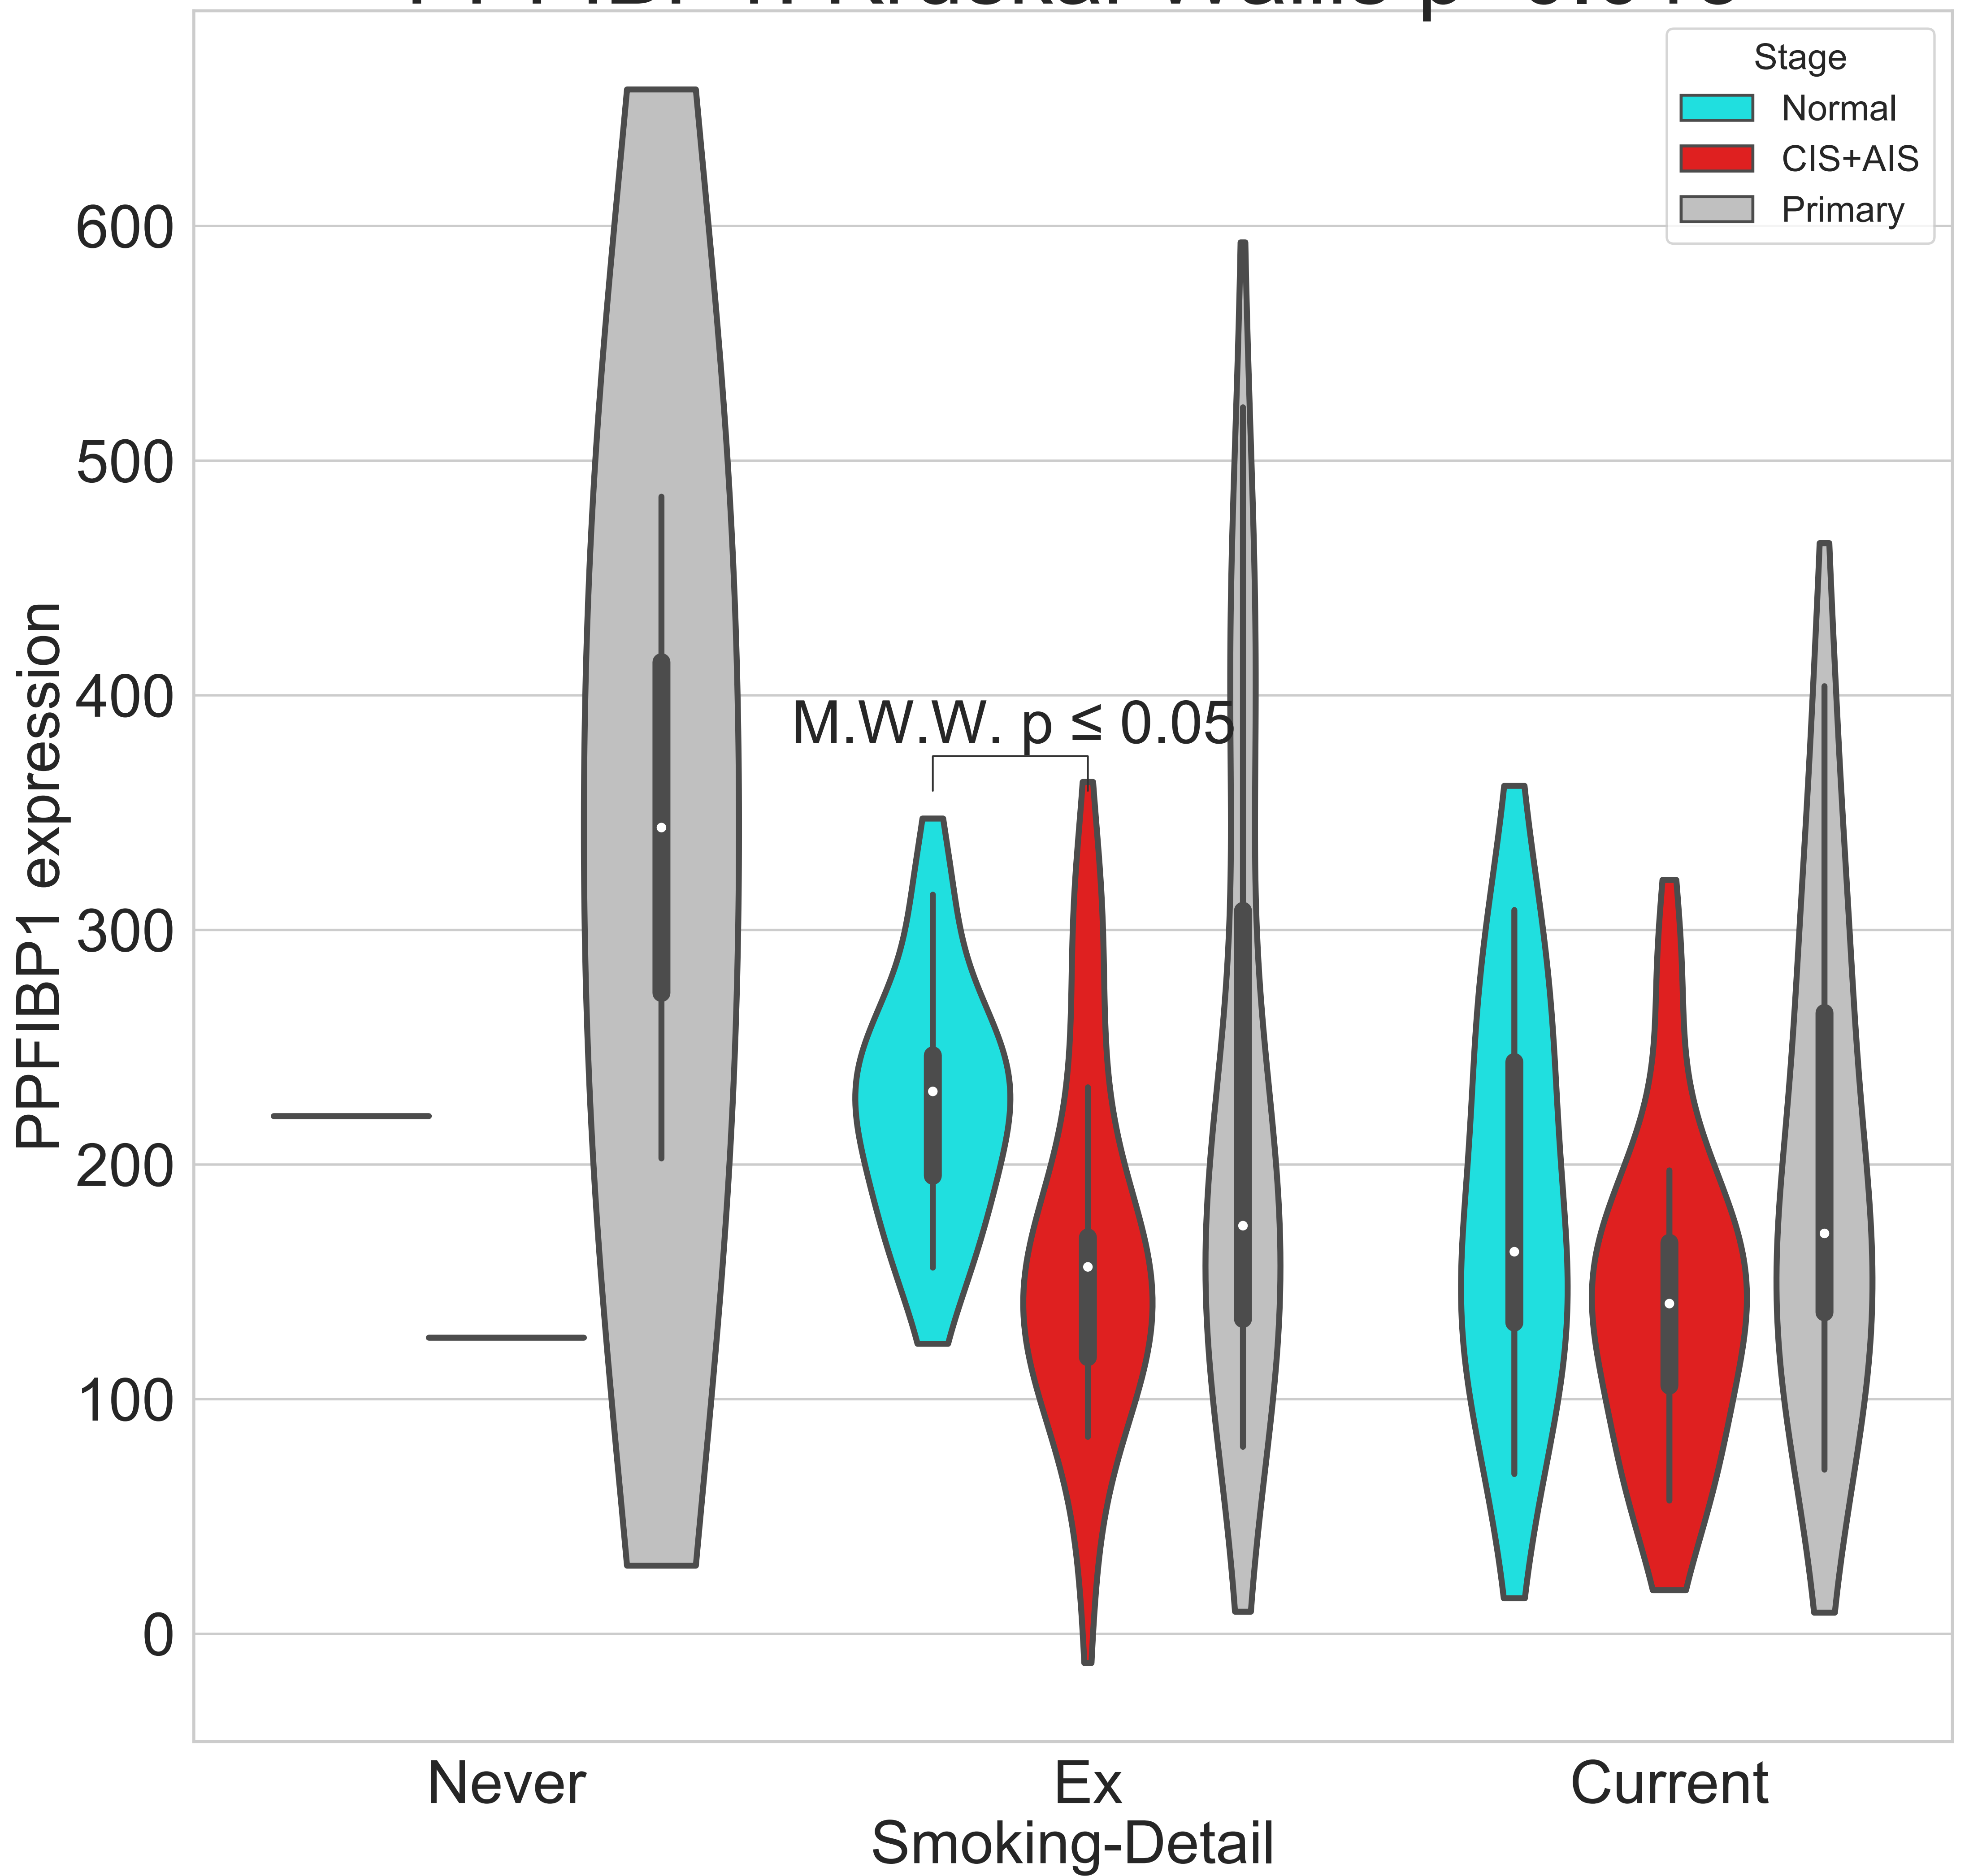 Stage
Normal
CIS+AIS
Primary
600
500
400
300
200
100
0
PPFIBP1 expression
M.W.W. p ≤ 0.05
Never
Ex
Current
Smoking-Detail